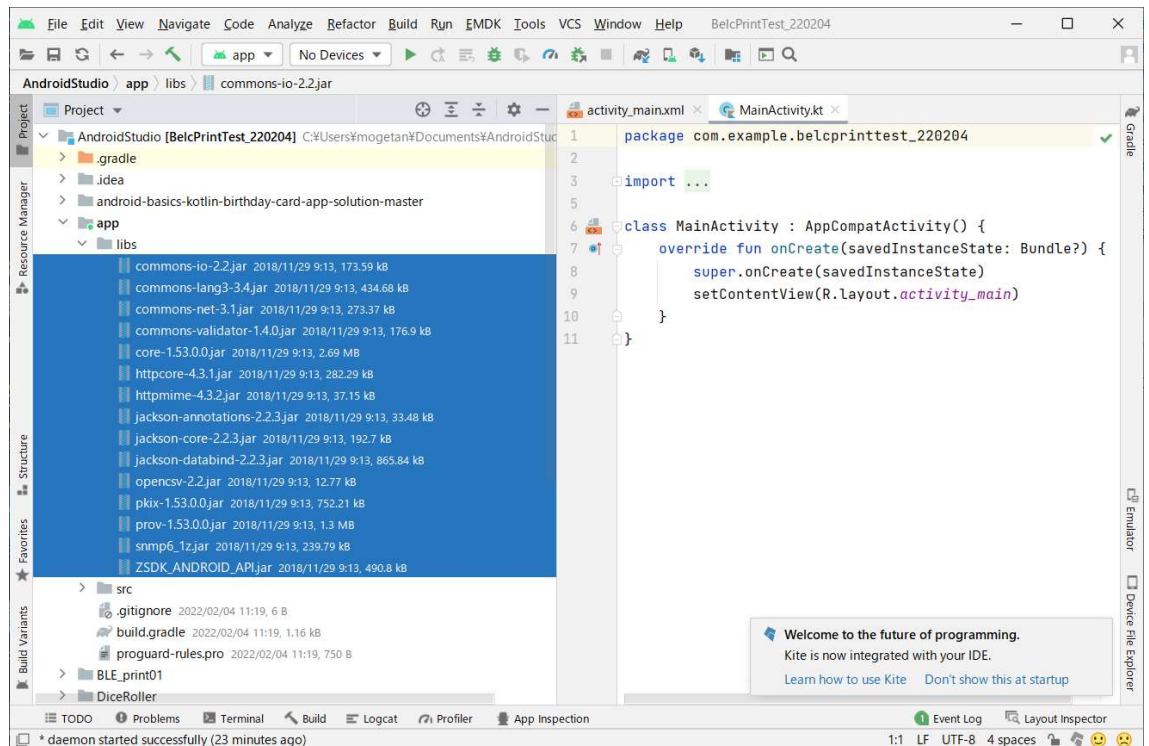 File Edit View Navigate Code Analyze Refactor Build Run EMDK Tools VCS Window Help BelcPrintTest_220204
app No Devices
AndroidStudio app libs commons-io-2.2.jar
Project
activity_main.xml MainActivity.kt
AndroidStudio [BelcPrintTest_220204] C:¥Users¥mogetan¥Documents¥AndroidStuc
.gradle
.idea
android-basics-kotlin-birthday-card-app-solution-master
app
libs
commons-io-2.2.jar 2018/11/29 9:13, 173.59 kB
commons-lang3-3.4.jar 2018/11/29 9:13, 434.68 kB
commons-net-3.1.jar 2018/11/29 9:13, 273.37 kB
commons-validator-1.4.0.jar 2018/11/29 9:13, 176.9 kB
core-1.53.0.0.jar 2018/11/29 9:13, 2.69 MB
httpcore-4.3.1.jar 2018/11/29 9:13, 282.29 kB
httpmime-4.3.2.jar 2018/11/29 9:13, 37.15 kB
jackson-annotations-2.2.3.jar 2018/11/29 9:13, 33.48 kB
jackson-core-2.2.3.jar 2018/11/29 9:13, 192.7 kB
jackson-databind-2.2.3.jar 2018/11/29 9:13, 865.84 kB
opencsv-2.2.jar 2018/11/29 9:13, 12.77 kB
pkix-1.53.0.0.jar 2018/11/29 9:13, 752.21 kB
prov-1.53.0.0.jar 2018/11/29 9:13, 1.3 MB
snmp6_1z.jar 2018/11/29 9:13, 239.79 kB
ZSDK_ANDROID_API.jar 2018/11/29 9:13, 490.8 kB
src
.gitignore 2022/02/04 11:19, 6 B
build.gradle 2022/02/04 11:19, 1.16 kB
proguard-rules.pro 2022/02/04 11:19, 750 B
BLE_print01
DiceRoller
1 package com.example.belcprinttest_220204
2
3 import ...
5
6 class MainActivity : AppCompatActivity() {
7 override fun onCreate(savedInstanceState: Bundle?) {
8 super.onCreate(savedInstanceState)
9 setContentView(R.layout.activity_main)
10 }
11 }
Project
Resource Manager
Structure
Favorites
Build Variants
Gradle
Emulator
Device File Explorer
Welcome to the future of programming.
Kite is now integrated with your IDE.
Learn how to use Kite Don't show this at startup
TODO Problems Terminal Build Logcat Profiler App Inspection 1 Event Log Layout Inspector
* daemon started successfully (23 minutes ago) 1:1 LF UTF-8 4 spaces